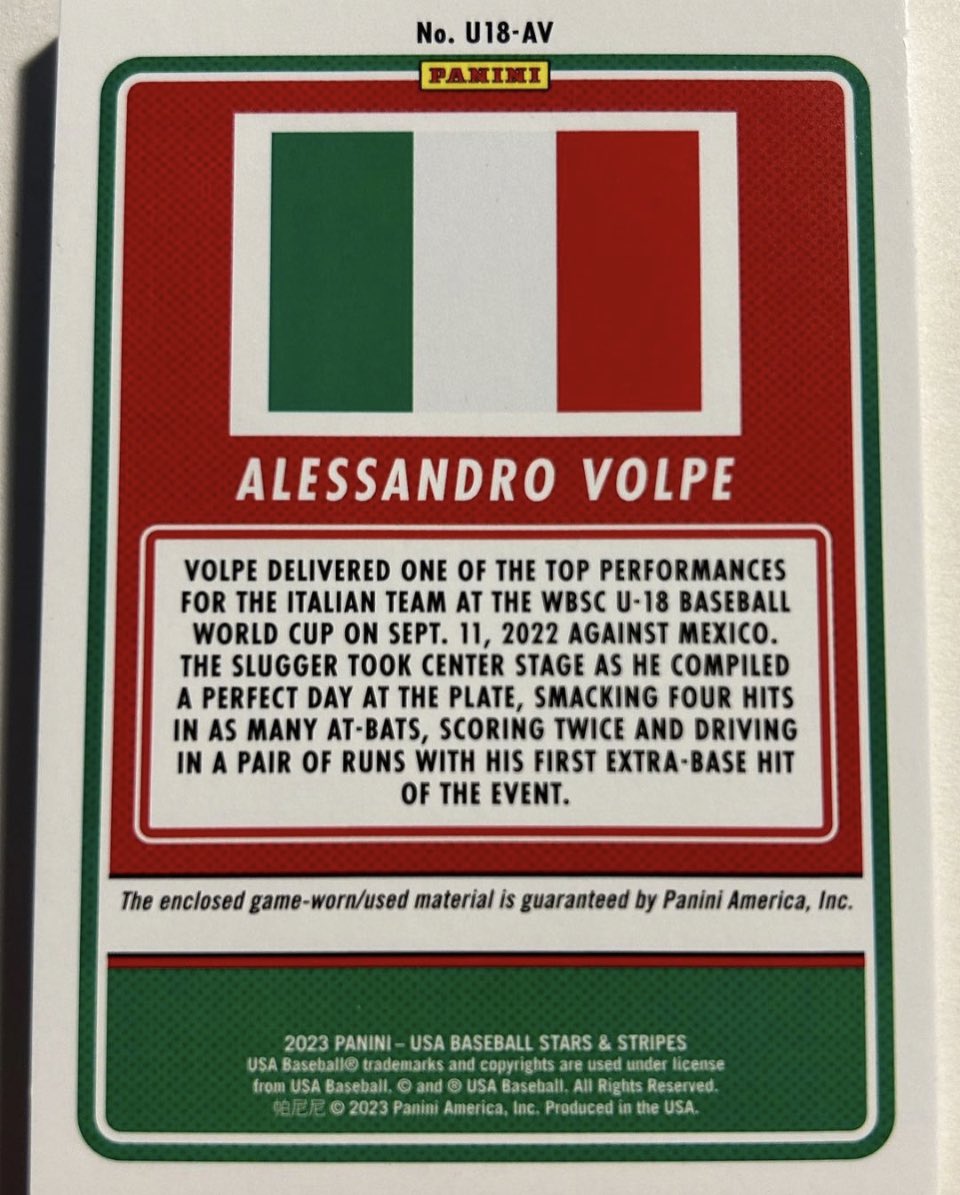 No. U18-AV
PANINI
ALESSANDRO VOLPE
VOLPE DELIVERED ONE OF THE TOP PERFORMANCES
FOR THE ITALIAN TEAM AT THE WBSC U-18 BASEBALL
WORLD CUP ON SEPT. 11, 2022 AGAINST MEXICO.
THE SLUGGER TOOK CENTER STAGE AS HE COMPILED
A PERFECT DAY AT THE PLATE, SMACKING FOUR HITS
IN AS MANY AT-BATS, SCORING TWICE AND DRIVING
IN A PAIR OF RUNS WITH HIS FIRST EXTRA-BASE HIT
OF THE EVENT.
The enclosed game-worn/used material is guaranteed by Panini America, Inc.
2023 PANINI – USA BASEBALL STARS & STRIPES
USA Baseball® trademarks and copyrights are used under license
from USA Baseball. © and ® USA Baseball. All Rights Reserved.
帕尼尼 © 2023 Panini America, Inc. Produced in the USA.